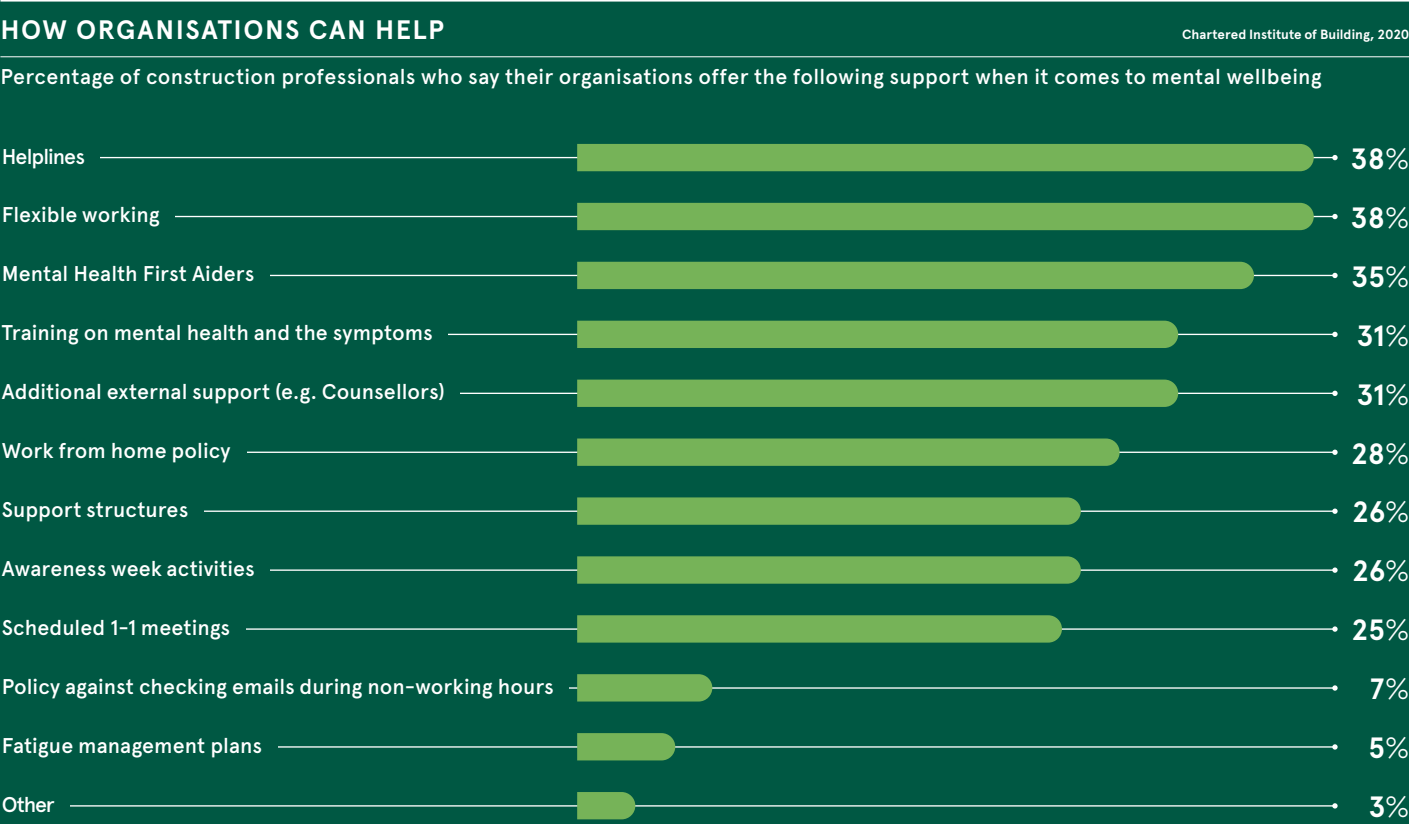 HOW ORGANISATIONS CAN HELP
Chartered Institute of Building, 2020
Percentage of construction professionals who say their organisations offer the following support when it comes to mental wellbeing
Helplines 38%
Flexible working 38%
Mental Health First Aiders 35%
Training on mental health and the symptoms 31%
Additional external support (e.g. Counsellors) 31%
Work from home policy 28%
Support structures 26%
Awareness week activities 26%
Scheduled 1-1 meetings 25%
Policy against checking emails during non-working hours 7%
Fatigue management plans 5%
Other 3%